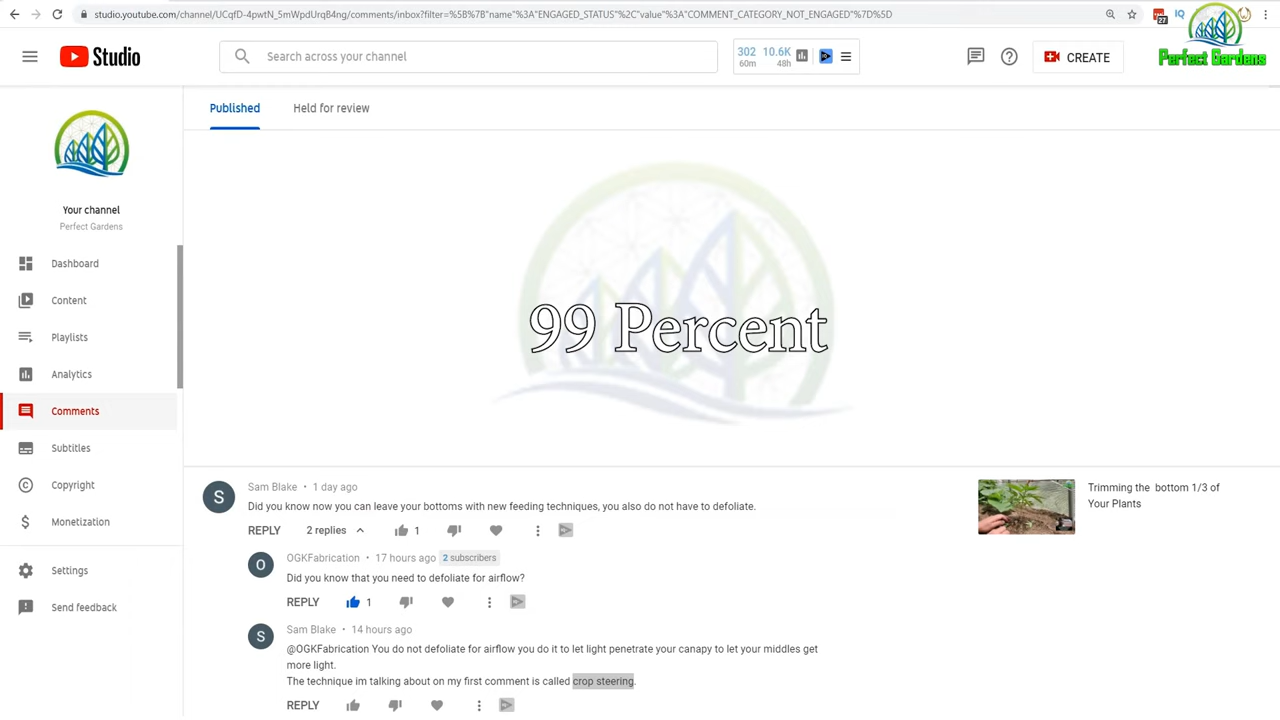 studio.youtube.com/channel/UCqfD-4pwtN_5mWpdUrqB4ng/comments/inbox?filter=%5B%7B"name"%3A"ENGAGED_STATUS"%2C"value"%3A"COMMENT_CATEGORY_NOT_ENGAGED"%7D%5D
27
IQ
Studio
Search across your channel
302 10.6K
60m 48h
CREATE
Perfect Gardens
Published
Held for review
Your channel
Perfect Gardens
Dashboard
Content
Playlists
Analytics
Comments
Subtitles
Copyright
Monetization
Settings
Send feedback
99 Percent
S
Sam Blake • 1 day ago
Did you know now you can leave your bottoms with new feeding techniques, you also do not have to defoliate.
REPLY 2 replies 1
Trimming the bottom 1/3 of
Your Plants
O
OGKFabrication • 17 hours ago 2 subscribers
Did you know that you need to defoliate for airflow?
REPLY 1
S
Sam Blake • 14 hours ago
@OGKFabrication You do not defoliate for airflow you do it to let light penetrate your canapy to let your middles get
more light.
The technique im talking about on my first comment is called crop steering.
REPLY